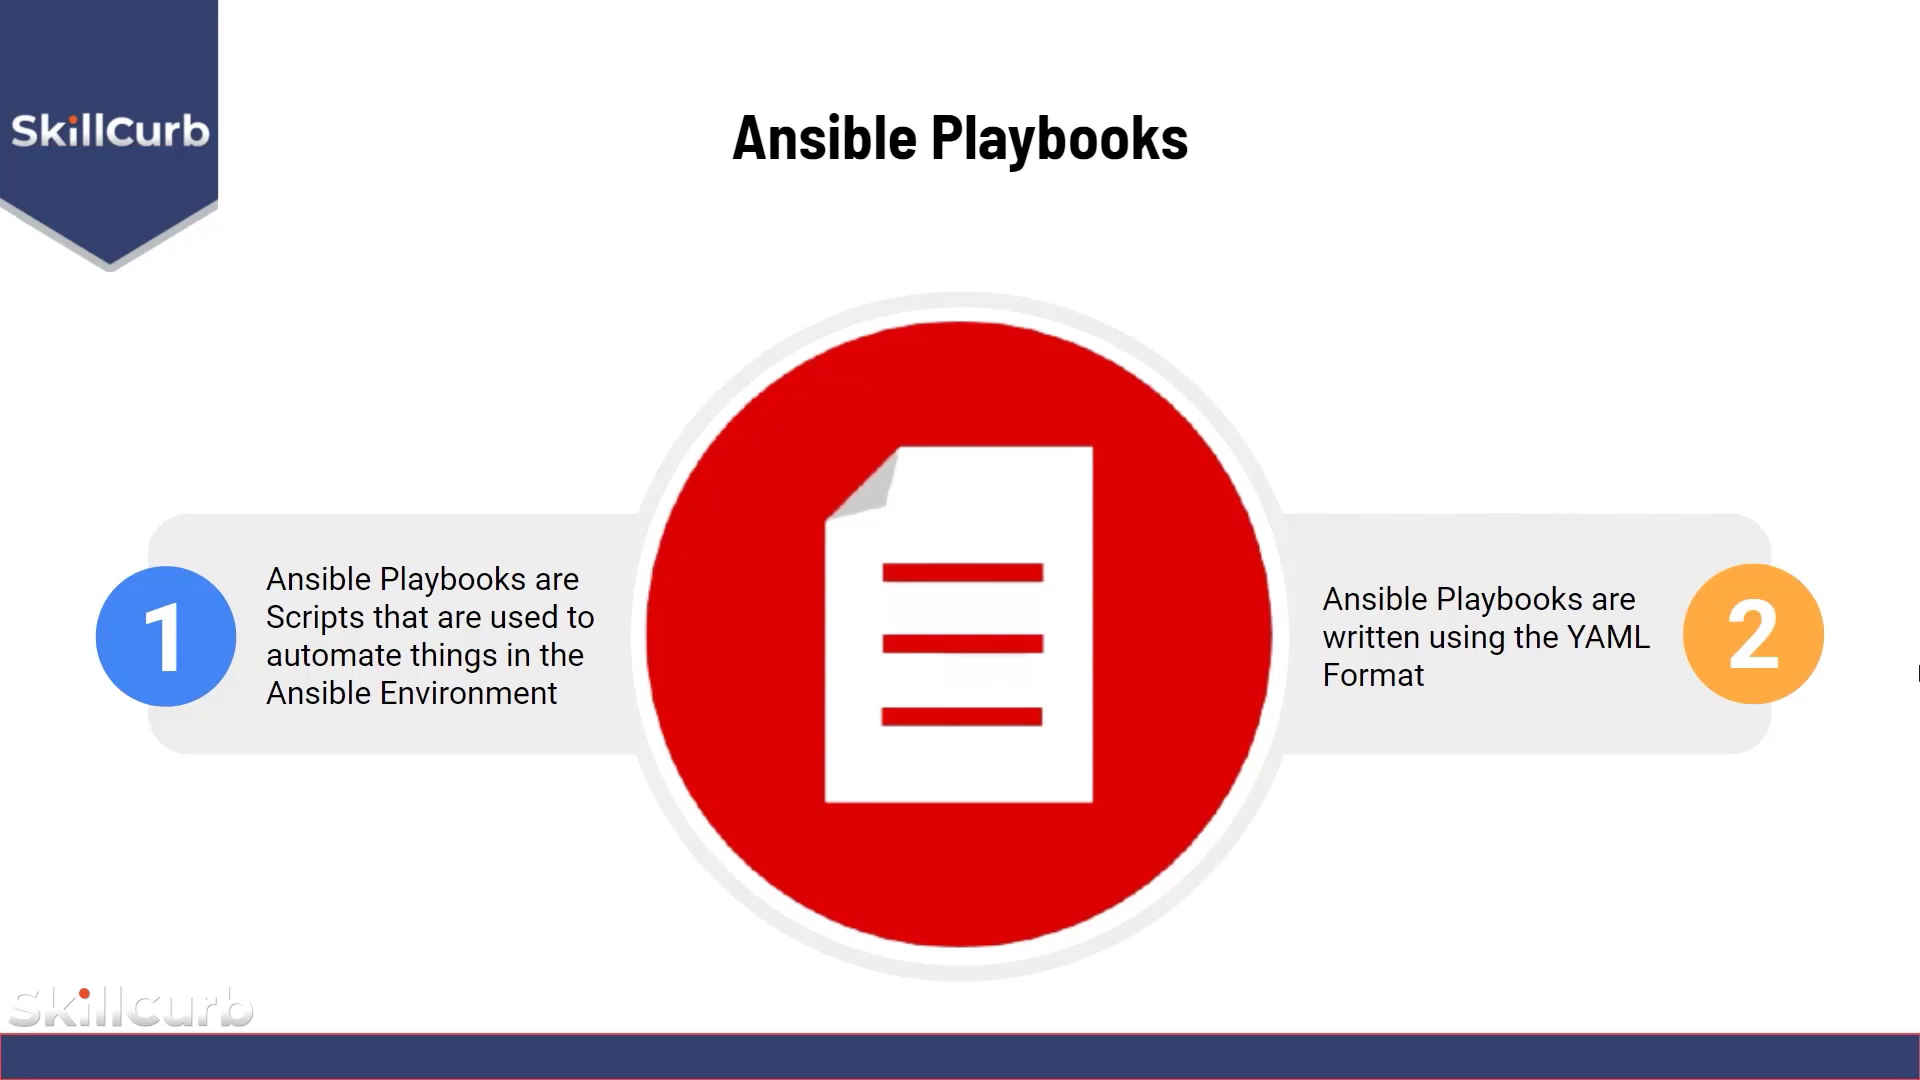 SkillCurb
Ansible Playbooks
1
Ansible Playbooks are
Scripts that are used to
automate things in the
Ansible Environment
Ansible Playbooks are
written using the YAML
Format
2
Skillcurb